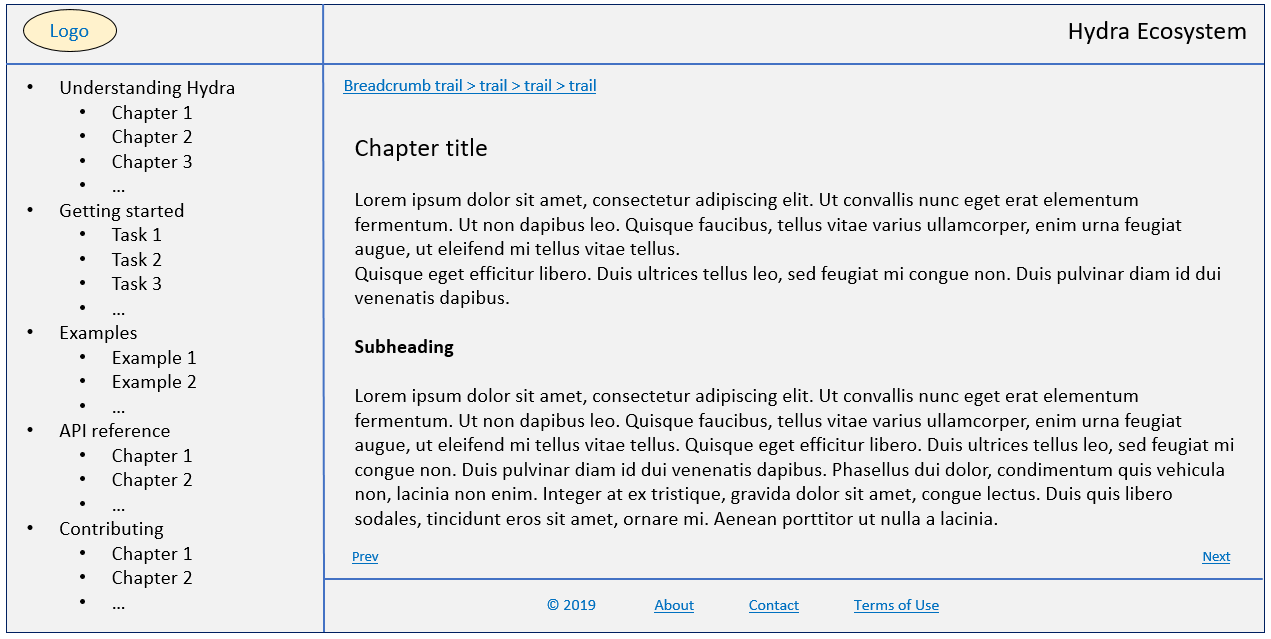 Logo
Hydra Ecosystem
• Understanding Hydra
• Chapter 1
• Chapter 2
• Chapter 3
• ...
• Getting started
• Task 1
• Task 2
• Task 3
• ...
• Examples
• Example 1
• Example 2
• ...
• API reference
• Chapter 1
• Chapter 2
• ...
• Contributing
• Chapter 1
• Chapter 2
• ...
Breadcrumb trail > trail > trail > trail
Chapter title
Lorem ipsum dolor sit amet, consectetur adipiscing elit. Ut convallis nunc eget erat elementum
fermentum. Ut non dapibus leo. Quisque faucibus, tellus vitae varius ullamcorper, enim urna feugiat
augue, ut eleifend mi tellus vitae tellus.
Quisque eget efficitur libero. Duis ultrices tellus leo, sed feugiat mi congue non. Duis pulvinar diam id dui
venenatis dapibus.
Subheading
Lorem ipsum dolor sit amet, consectetur adipiscing elit. Ut convallis nunc eget erat elementum
fermentum. Ut non dapibus leo. Quisque faucibus, tellus vitae varius ullamcorper, enim urna feugiat
augue, ut eleifend mi tellus vitae tellus. Quisque eget efficitur libero. Duis ultrices tellus leo, sed feugiat mi
congue non. Duis pulvinar diam id dui venenatis dapibus. Phasellus dui dolor, condimentum quis vehicula
non, lacinia non enim. Integer at ex tristique, gravida dolor sit amet, congue lectus. Duis quis libero
sodales, tincidunt eros sit amet, ornare mi. Aenean porttitor ut nulla a lacinia.
Prev Next
© 2019 About Contact Terms of Use